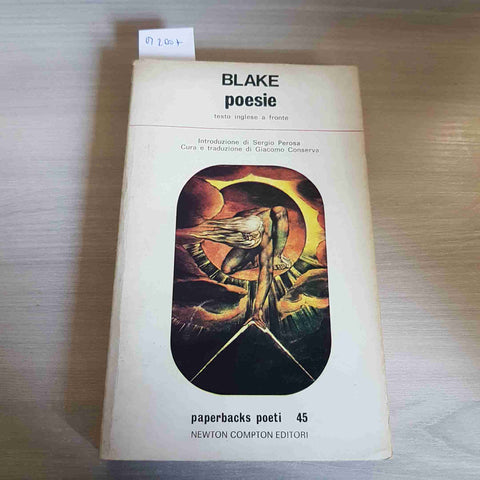 BLAKE
poesie
testo inglese a fronte
Introduzione di Sergio Perosa
Cura e traduzione di Giacomo Conserva
paperbacks poeti 45
NEWTON COMPTON EDITORI